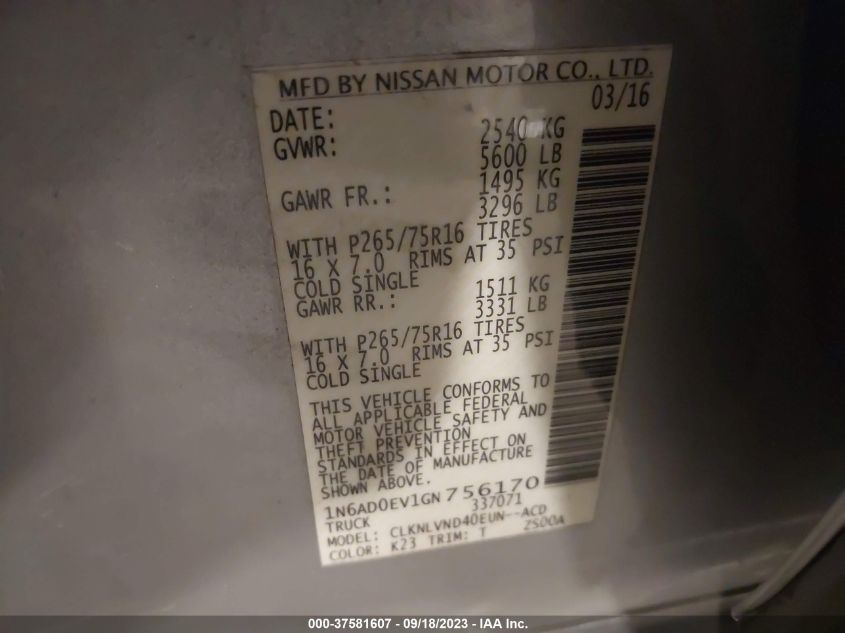 MFD BY NISSAN MOTOR CO., LTD.
DATE: 03/16
GVWR: 2540 KG
5600 LB
GAWR FR.: 1495 KG
3296 LB
WITH P265/75R16 TIRES
16 X 7.0 RIMS AT 35 PSI
COLD SINGLE
GAWR RR.: 1511 KG
3331 LB
WITH P265/75R16 TIRES
16 X 7.0 RIMS AT 35 PSI
COLD SINGLE
THIS VEHICLE CONFORMS TO
ALL APPLICABLE FEDERAL
MOTOR VEHICLE SAFETY AND
THEFT PREVENTION
STANDARDS IN EFFECT ON
THE DATE OF MANUFACTURE
SHOWN ABOVE.
1N6AD0EV1GN756170
TRUCK 337071
MODEL: CLKNLVND40EUN--ACD
COLOR: K23 TRIM: T 2S00A
000-37581607 - 09/18/2023 - IAAI Inc.